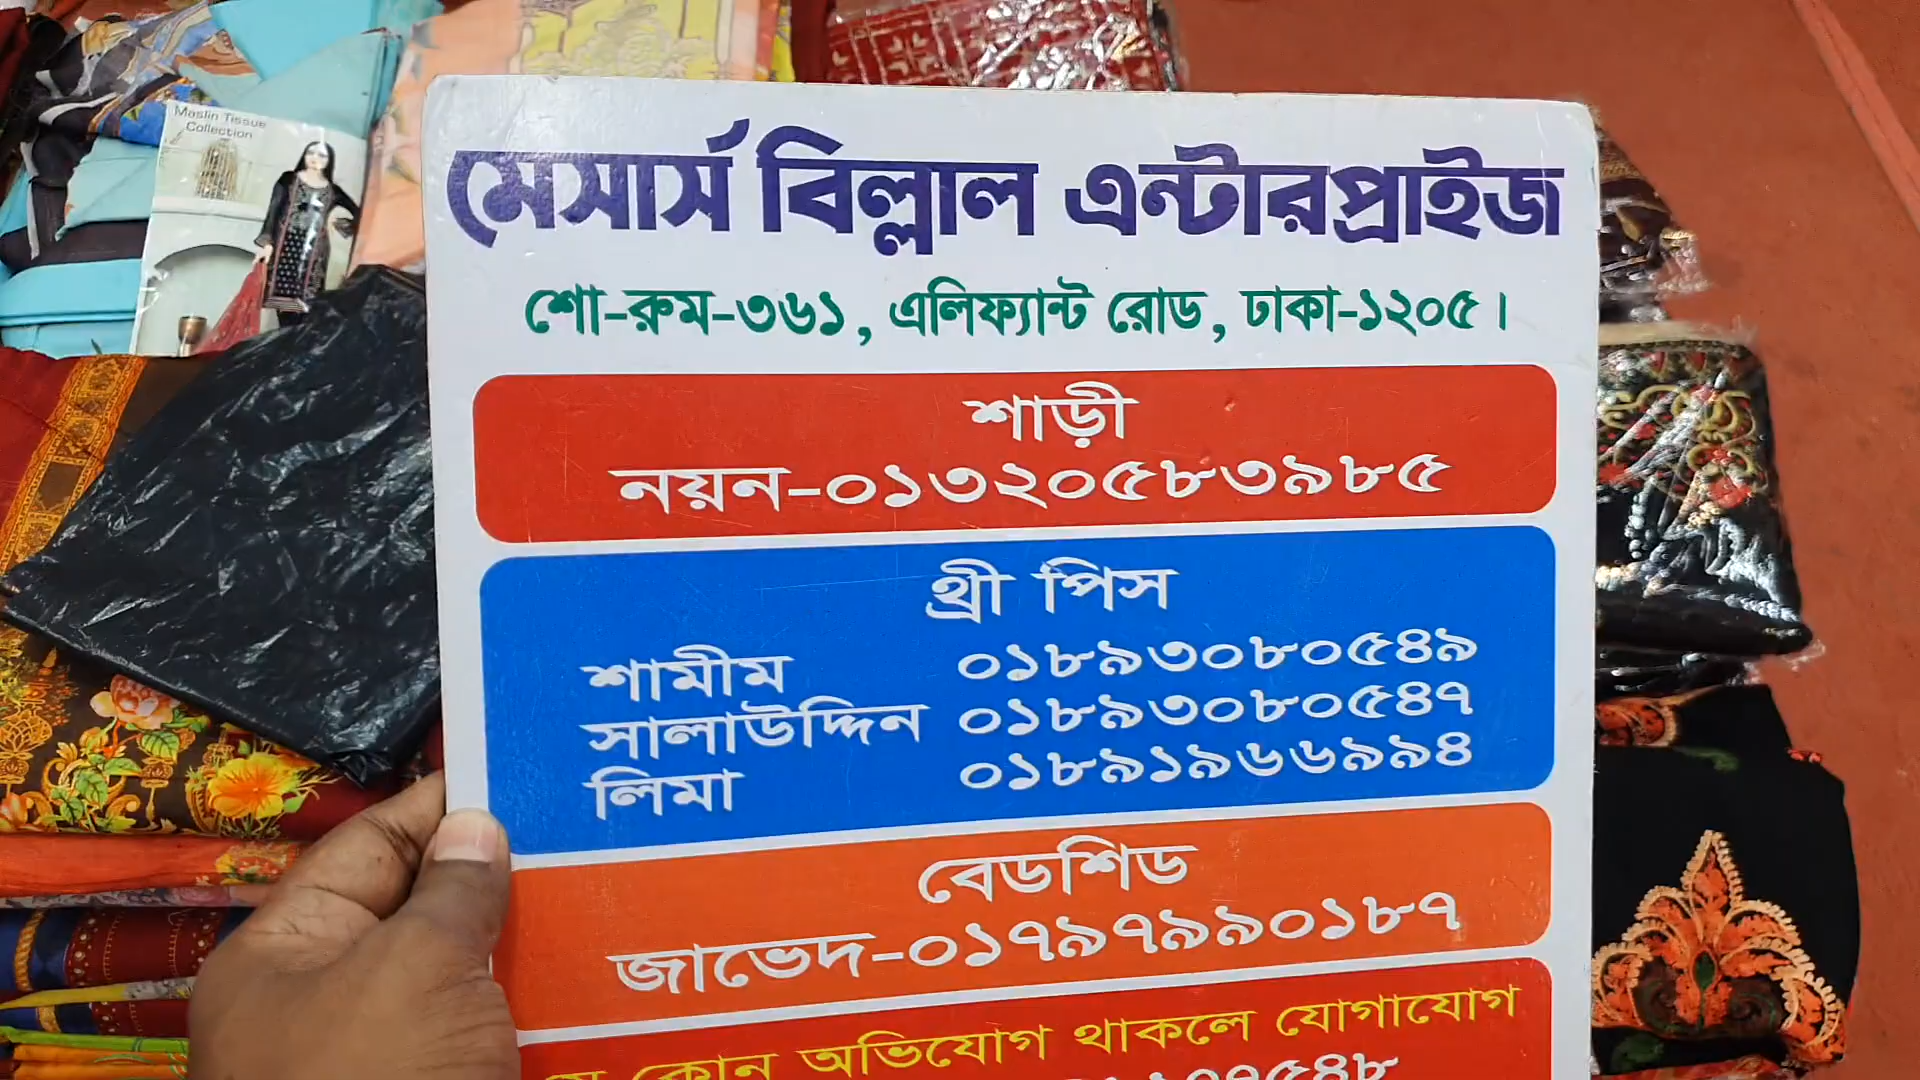 Maslin Tissue
Collection
মেসার্স বিল্লাল এন্টারপ্রাইজ
শো-রুম-৩৬১, এলিফ্যান্ট রোড, ঢাকা-১২০৫।
শাড়ী
নয়ন-০১৩২০৫৮৩৯৮৫
থ্রী পিস
শামীম ০১৮৯৩০৮০৫৪৯
সালাউদ্দিন ০১৮৯৩০৮০৫৪৭
লিমা ০১৮৯১৯৬৬৯৯৪
বেডশিড
জাভেদ-০১৭৯৭৯৯০১৮৭
কোন অভিযোগ থাকলে যোগাযোগ